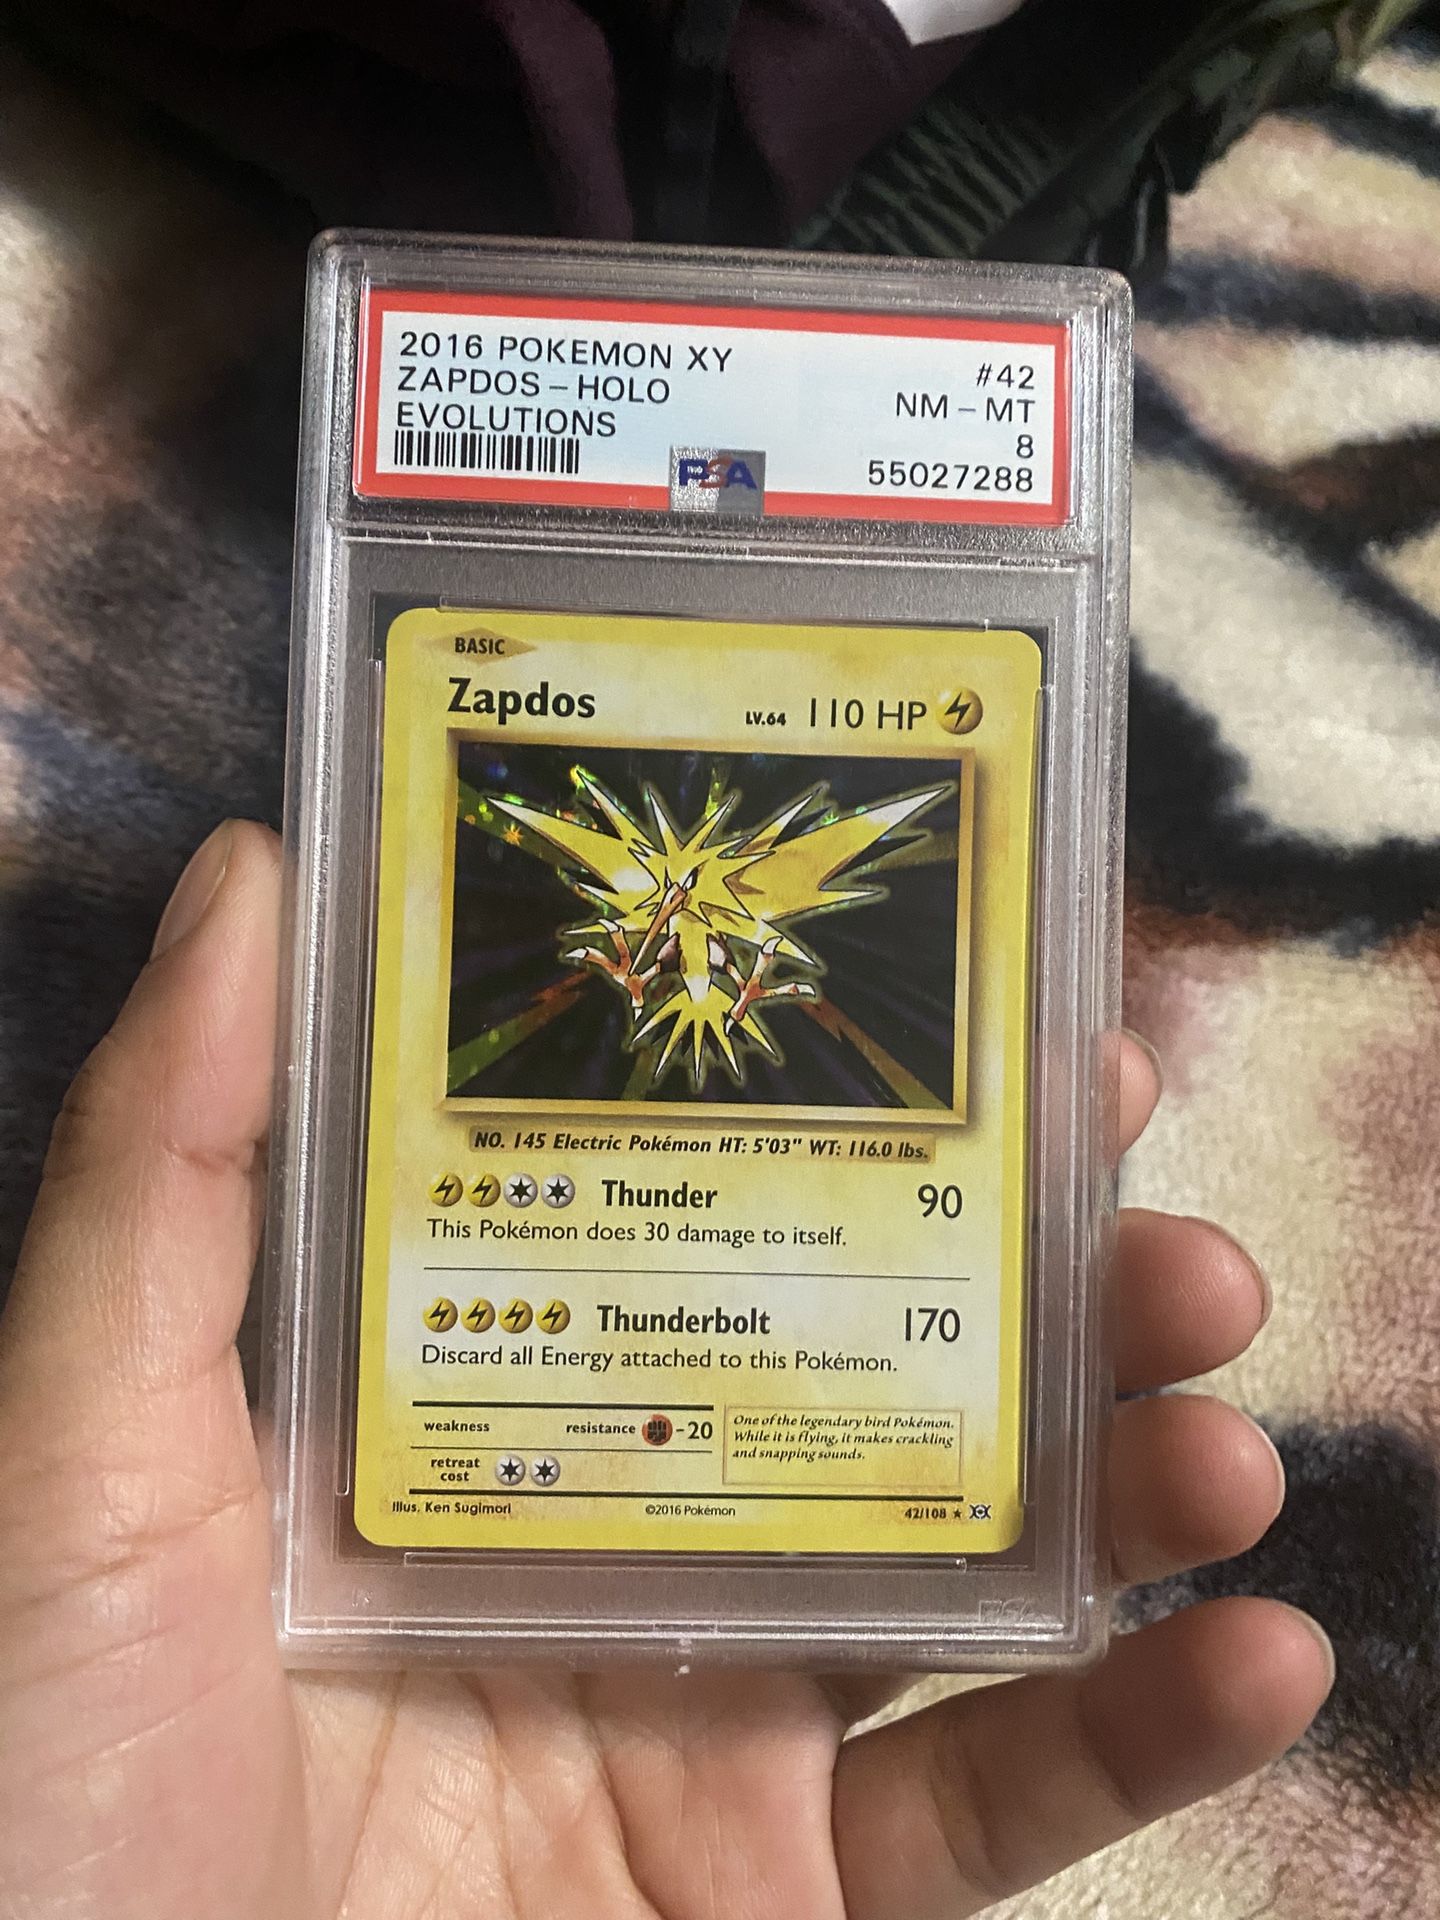 2016 POKEMON XY
#42
ZAPDOS – HOLO
NM – MT
EVOLUTIONS
8
PSA
55027288
BASIC
Zapdos
LV.64 110 HP
NO. 145 Electric Pokémon HT: 5'03" WT: 116.0 lbs.
Thunder 90
This Pokémon does 30 damage to itself.
Thunderbolt 170
Discard all Energy attached to this Pokémon.
weakness
resistance -20
retreat
cost
One of the legendary bird Pokémon.
While it is flying, it makes crackling
and snapping sounds.
Illus. Ken Sugimori
©2016 Pokémon
42/108 ★